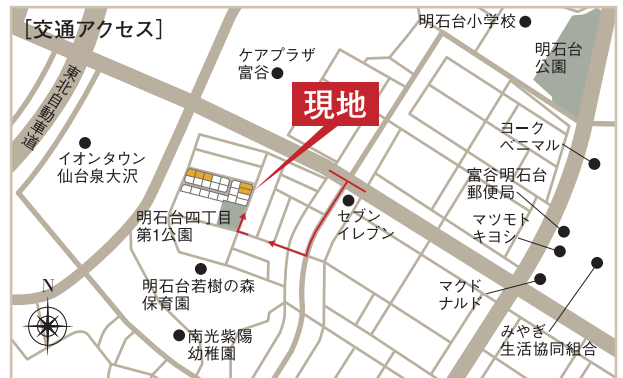 [交通アクセス]
明石台小学校
明石台
公園
ケアプラザ
富谷
東北自動車道
現地
ヨーク
ベニマル
イオンタウン
仙台泉大沢
富谷明石台
郵便局
明石台四丁目
第1公園
セブン
イレブン
マツモト
キヨシ
明石台若樹の森
保育園
マクド
ナルド
N
南光紫陽
幼稚園
みやぎ
生活協同組合